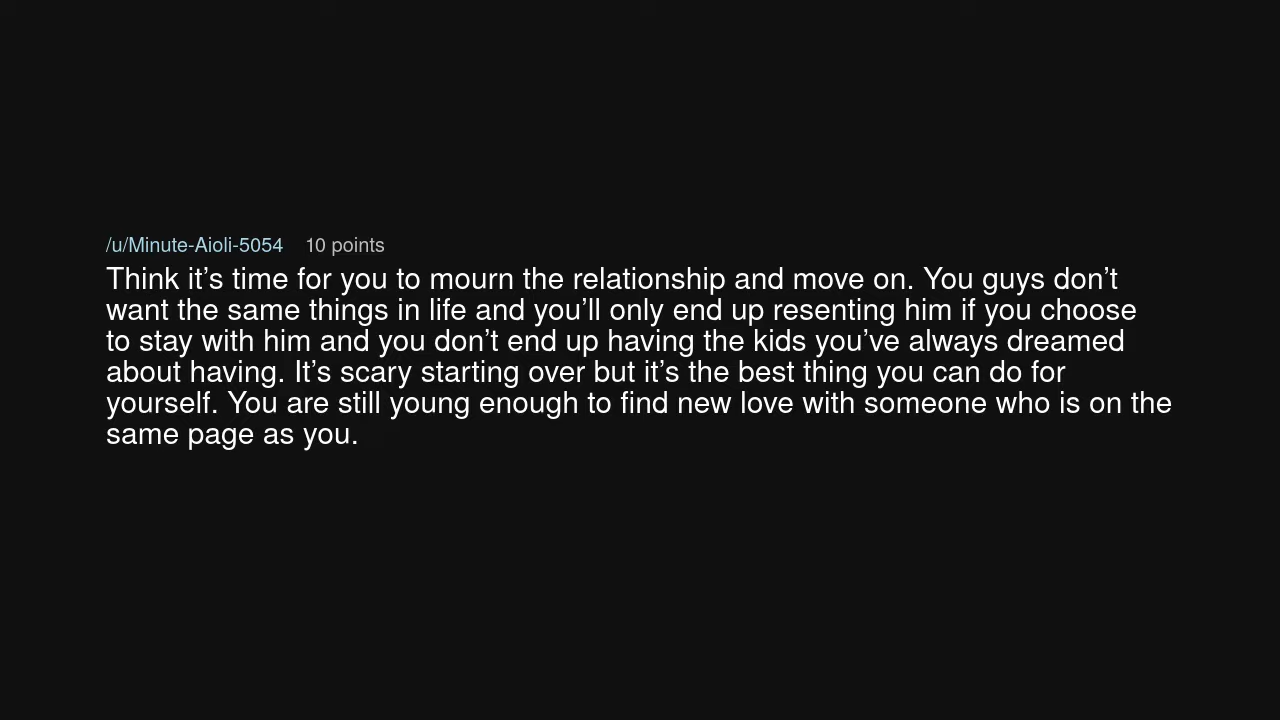 /u/Minute-Aioli-5054 10 points
Think it’s time for you to mourn the relationship and move on. You guys don’t
want the same things in life and you’ll only end up resenting him if you choose
to stay with him and you don’t end up having the kids you’ve always dreamed
about having. It’s scary starting over but it’s the best thing you can do for
yourself. You are still young enough to find new love with someone who is on the
same page as you.